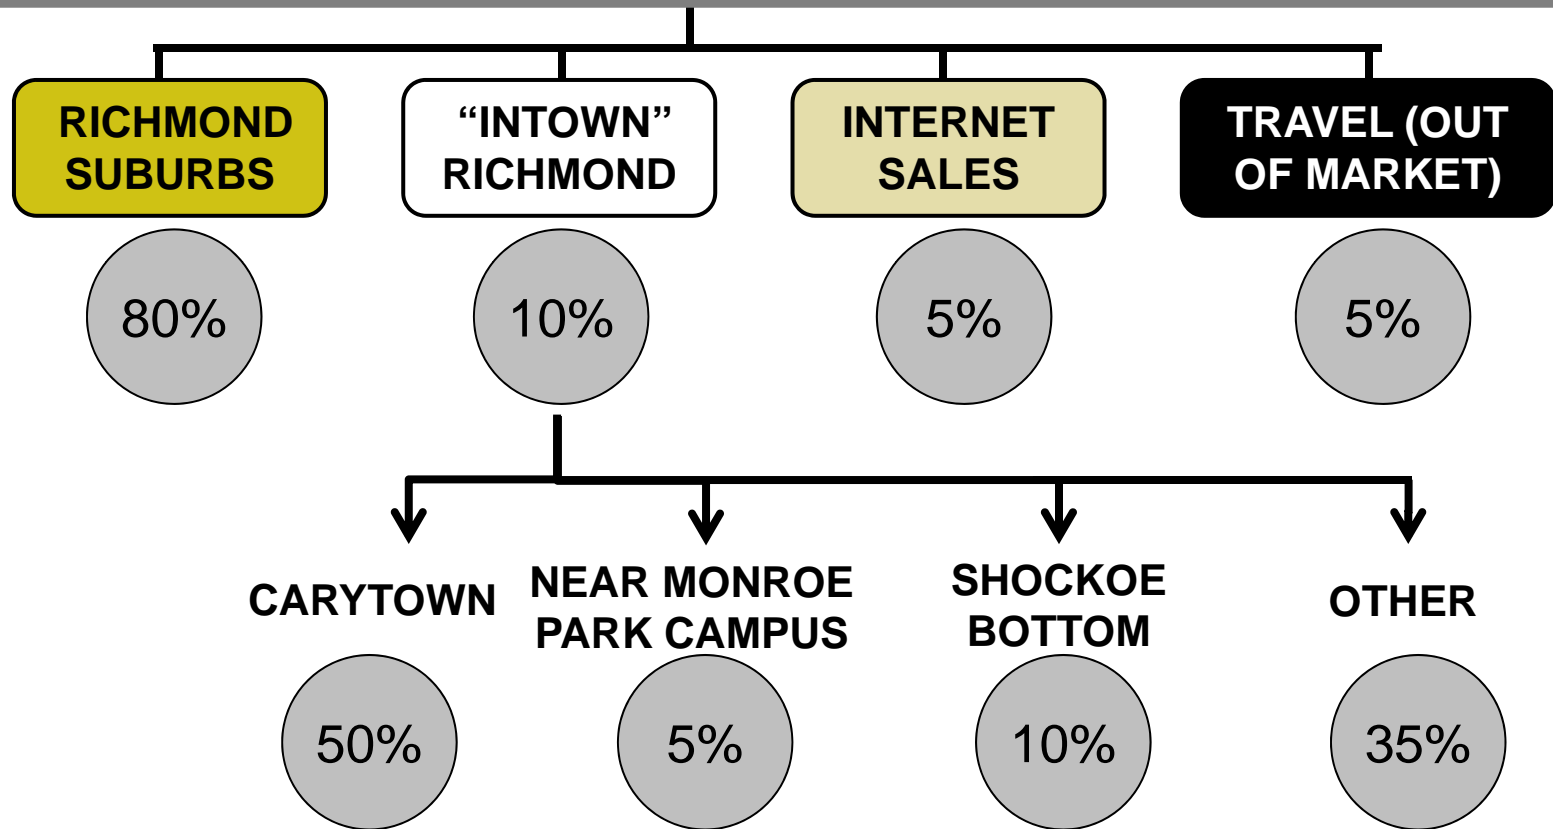 RICHMOND
SUBURBS
“INTOWN”
RICHMOND
INTERNET
SALES
TRAVEL (OUT
OF MARKET)
80%
10%
5%
5%
CARYTOWN
NEAR MONROE
PARK CAMPUS
SHOCKOE
BOTTOM
OTHER
50%
5%
10%
35%